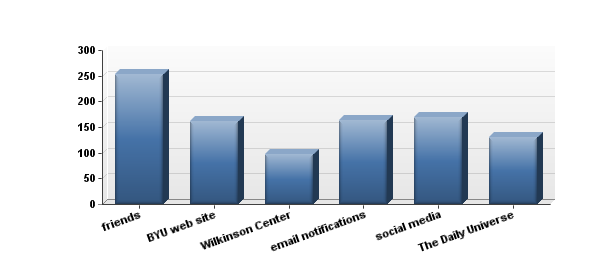 300
250
200
150
100
50
0
friends
BYU web site
Wilkinson Center
email notifications
social media
The Daily Universe